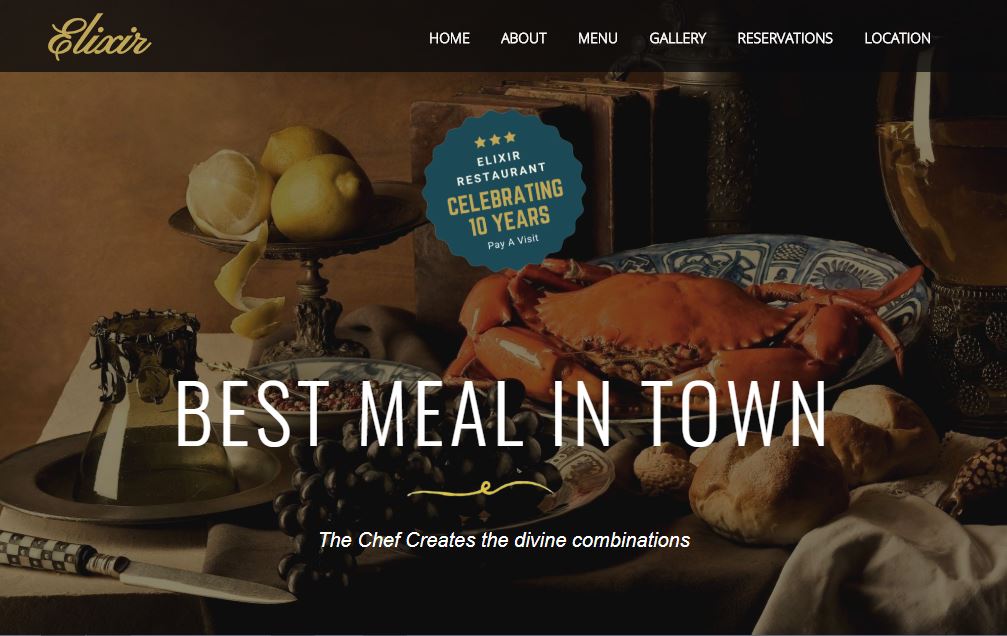 Elixir
HOME ABOUT MENU GALLERY RESERVATIONS LOCATION
ELIXIR
RESTAURANT
CELEBRATING
10 YEARS
Pay A Visit
BEST MEAL IN TOWN
The Chef Creates the divine combinations